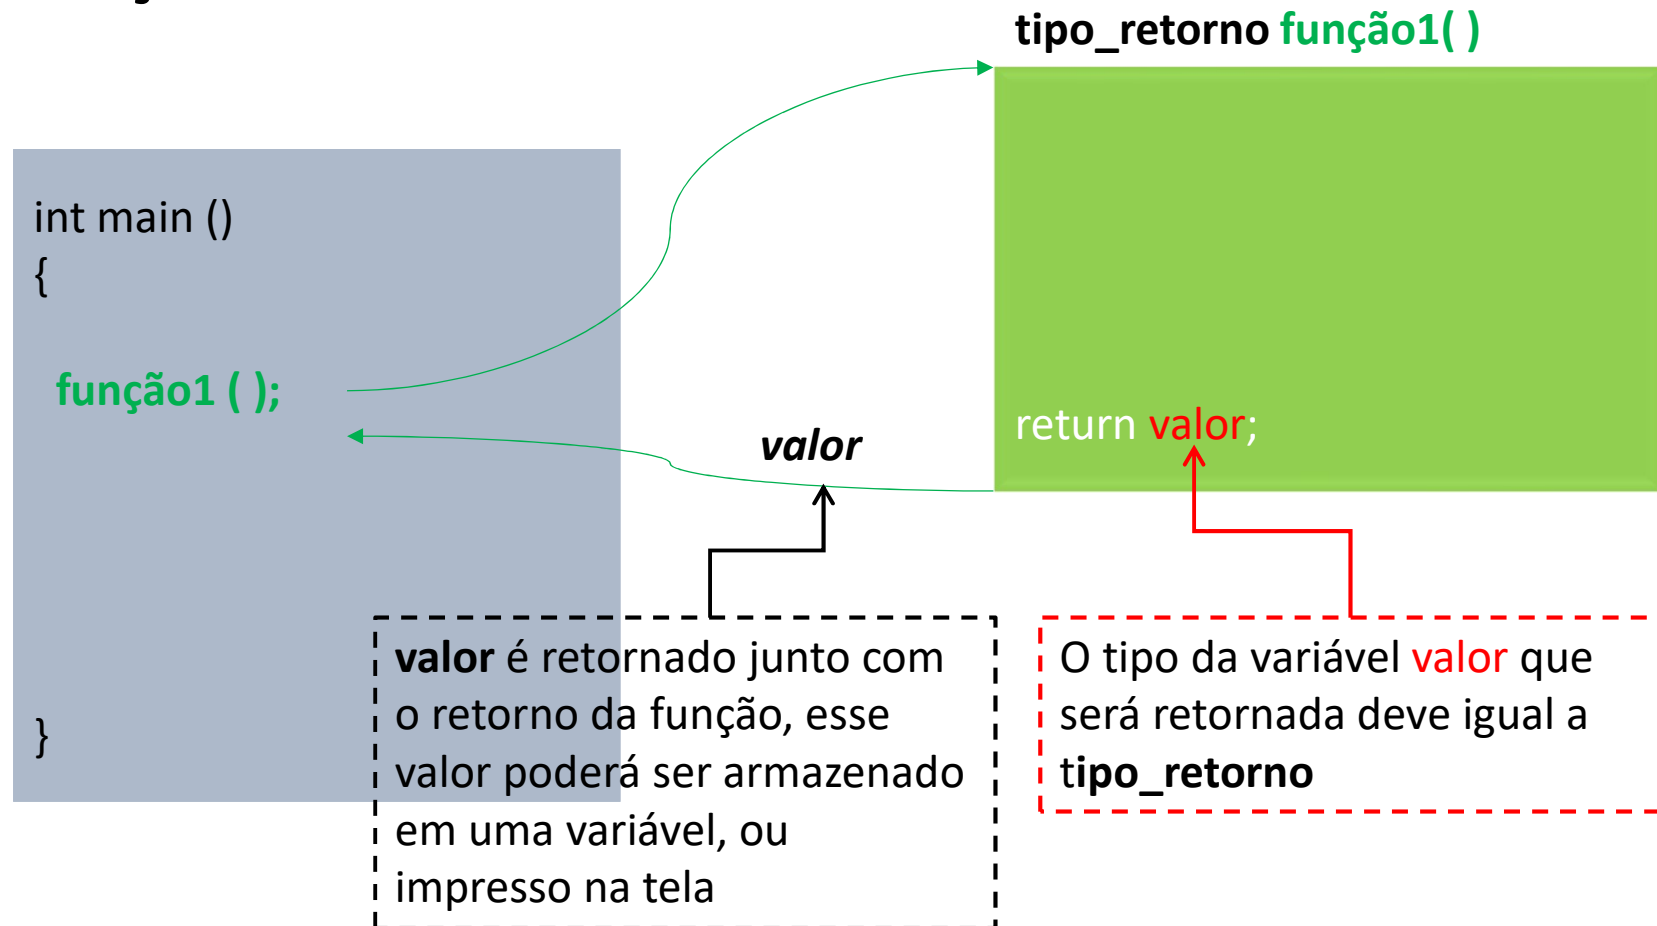 tipo_retorno função1( )
int main ()
{
função1 ( );
}
return valor;
valor
valor é retornado junto com
o retorno da função, esse
valor poderá ser armazenado
em uma variável, ou
impresso na tela
O tipo da variável valor que
será retornada deve igual a
tipo_retorno